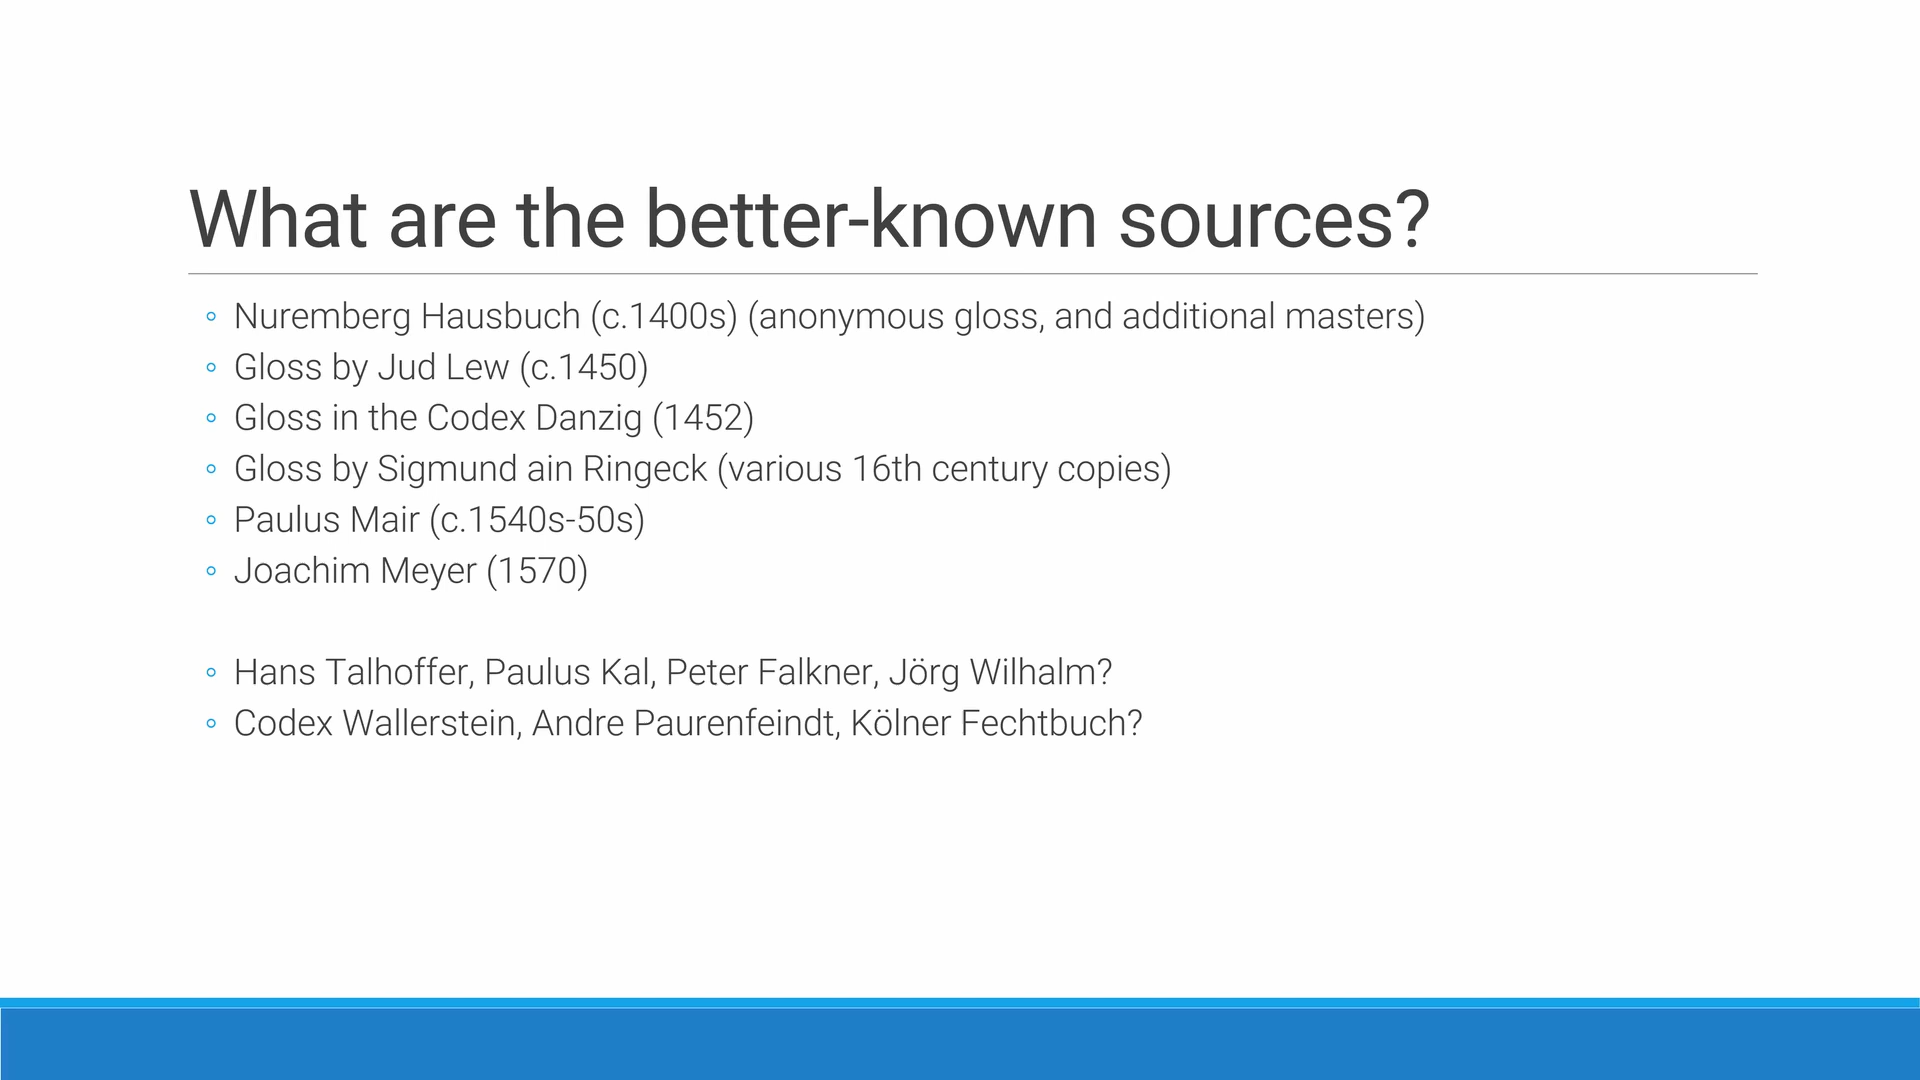 What are the better-known sources?
◦ Nuremberg Hausbuch (c.1400s) (anonymous gloss, and additional masters)
◦ Gloss by Jud Lew (c.1450)
◦ Gloss in the Codex Danzig (1452)
◦ Gloss by Sigmund ain Ringeck (various 16th century copies)
◦ Paulus Mair (c.1540s-50s)
◦ Joachim Meyer (1570)
◦ Hans Talhoffer, Paulus Kal, Peter Falkner, Jörg Wilhalm?
◦ Codex Wallerstein, Andre Paurenfeindt, Kölner Fechtbuch?